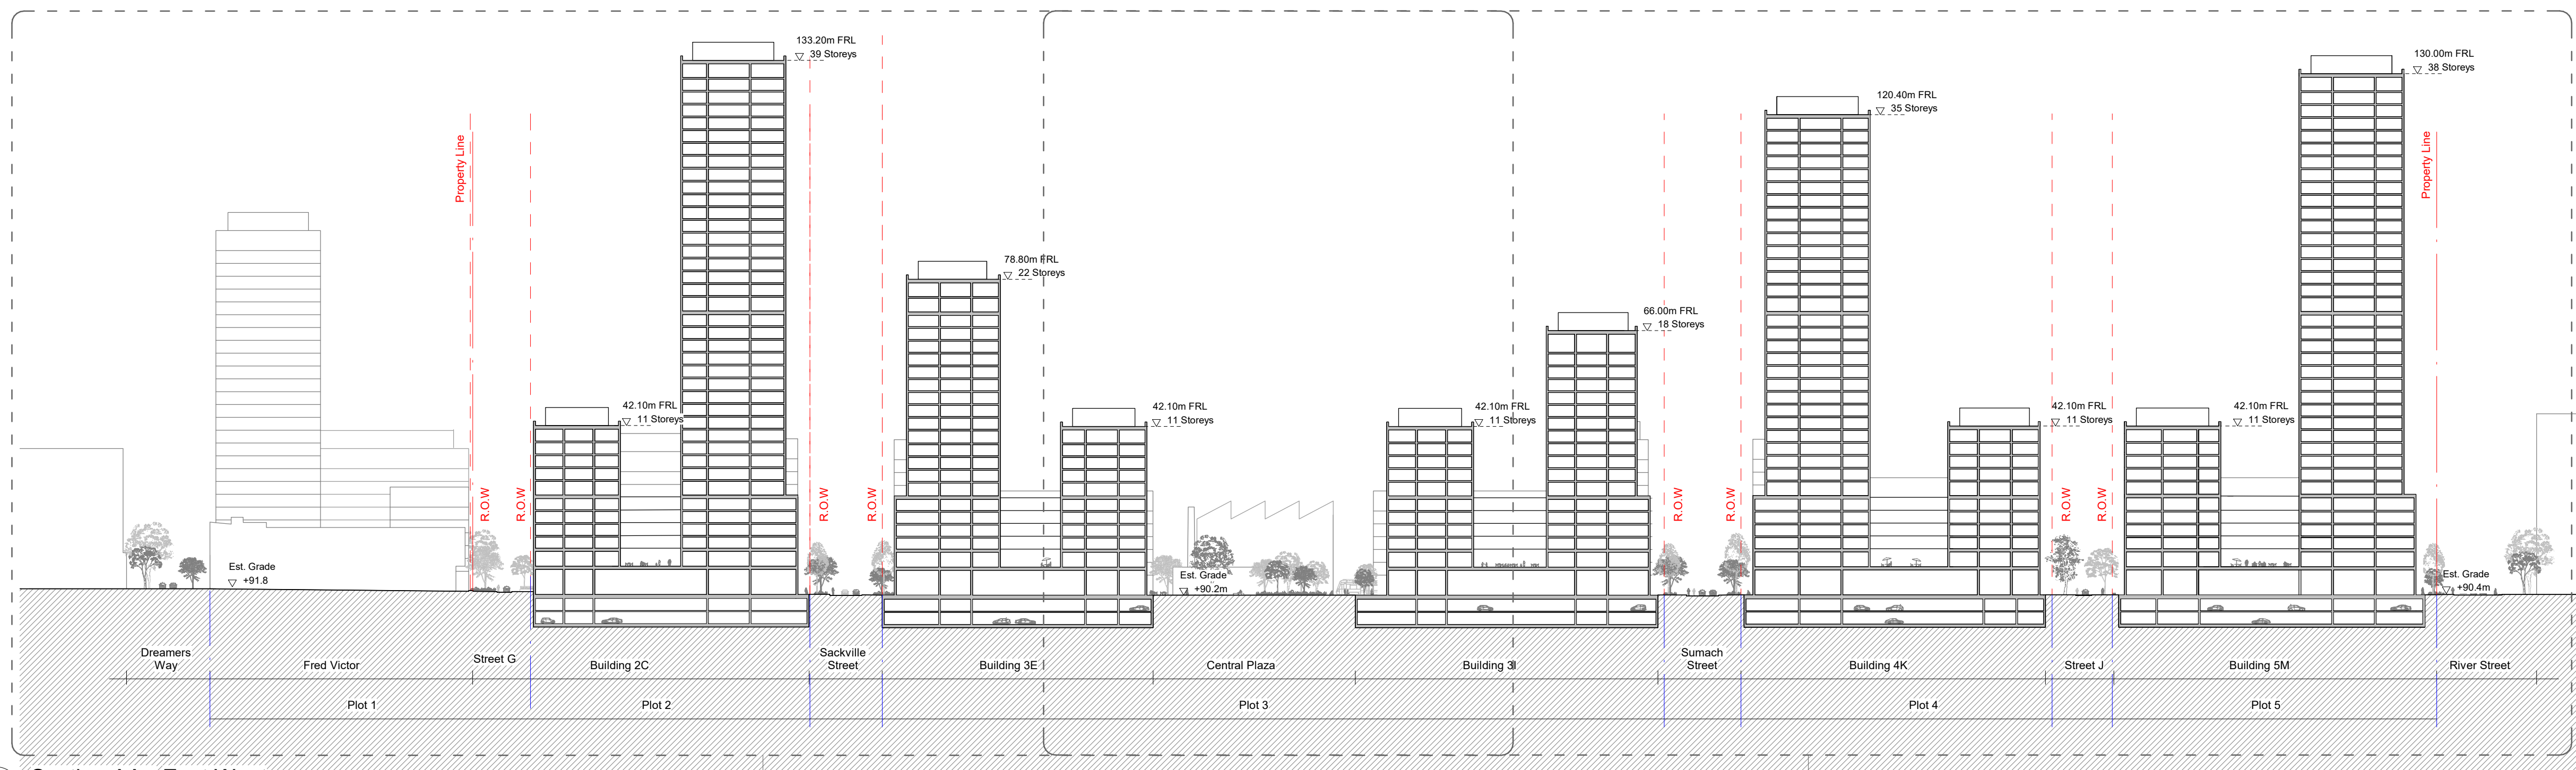 133.20m FRL
39 Storeys
130.00m FRL
38 Storeys
120.40m FRL
35 Storeys
Property Line
Property Line
78.80m FRL
22 Storeys
66.00m FRL
18 Storeys
42.10m FRL
11 Storeys
42.10m FRL
11 Storeys
42.10m FRL
11 Storeys
42.10m FRL
11 Storeys
42.10m FRL
11 Storeys
R.O.W
R.O.W
R.O.W
R.O.W
R.O.W
R.O.W
R.O.W
R.O.W
Est. Grade
+91.8
Est. Grade
+90.2m
Est. Grade
+90.4m
Dreamers
Way
Fred Victor
Street G
Building 2C
Sackville
Street
Building 3E
Central Plaza
Building 3I
Sumach
Street
Building 4K
Street J
Building 5M
River Street
Plot 1
Plot 2
Plot 3
Plot 4
Plot 5